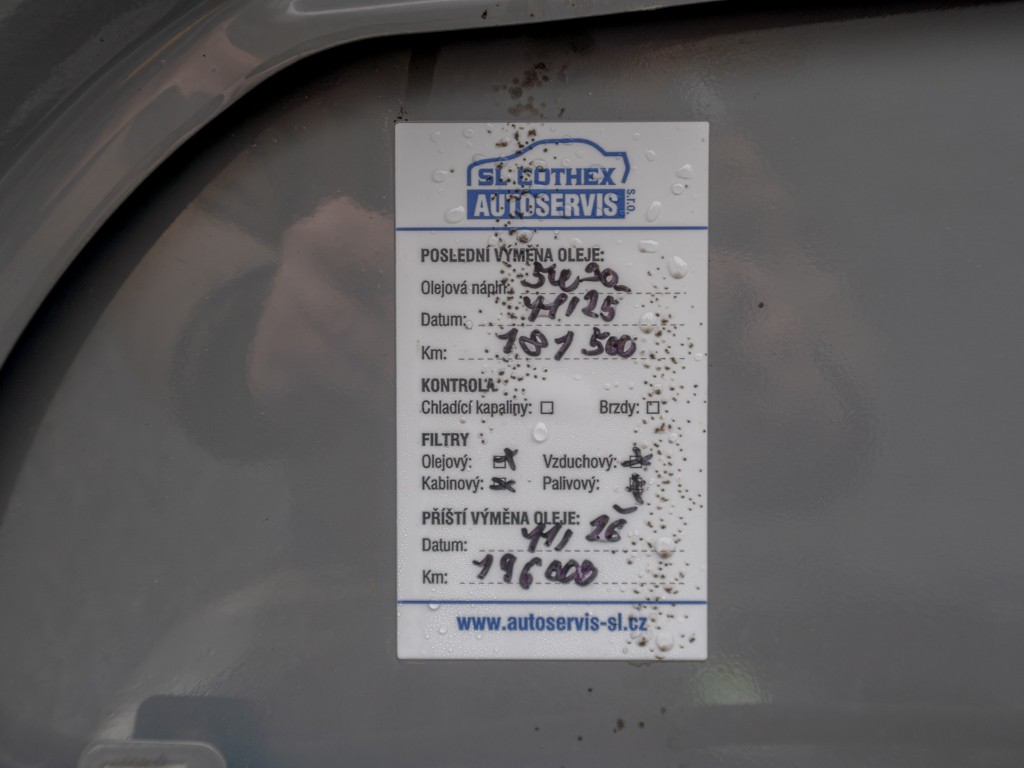 SL BOTHEX
AUTOSERVIS s.r.o.
POSLEDNÍ VÝMĚNA OLEJE:
Olejová náplň: 5W30
Datum: 11/25
Km: 181 500
KONTROLA
Chladící kapaliny: Brzdy:
FILTRY
Olejový: Vzduchový:
Kabinový: Palivový:
PŘÍŠTÍ VÝMĚNA OLEJE:
Datum: 11, 26
Km: 196000
www.autoservis-sl.cz